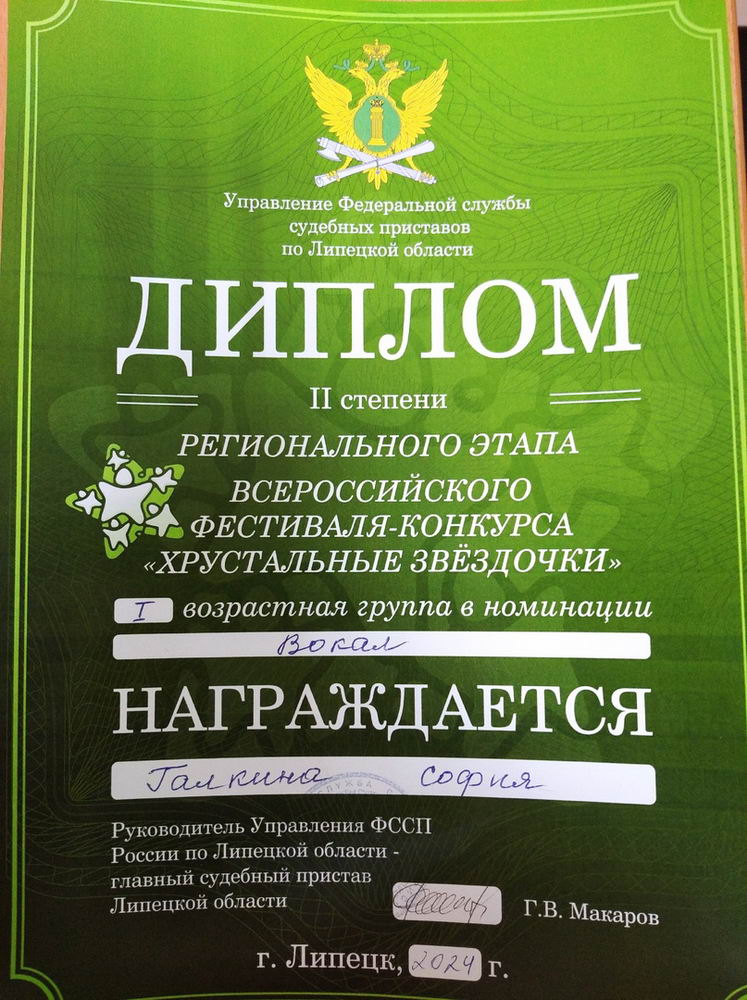 Управление Федеральной службы
судебных приставов
по Липецкой области
ДИПЛОМ
II степени
РЕГИОНАЛЬНОГО ЭТАПА
ВСЕРОССИЙСКОГО
ФЕСТИВАЛЯ-КОНКУРСА
«ХРУСТАЛЬНЫЕ ЗВЁЗДОЧКИ»
I возрастная группа в номинации
Вокал
НАГРАЖДАЕТСЯ
Галкина София
СЛУЖБА
Руководитель Управления ФССП
России по Липецкой области -
главный судебный пристав
Липецкой области
Г.В. Макаров
г. Липецк, 2024 г.